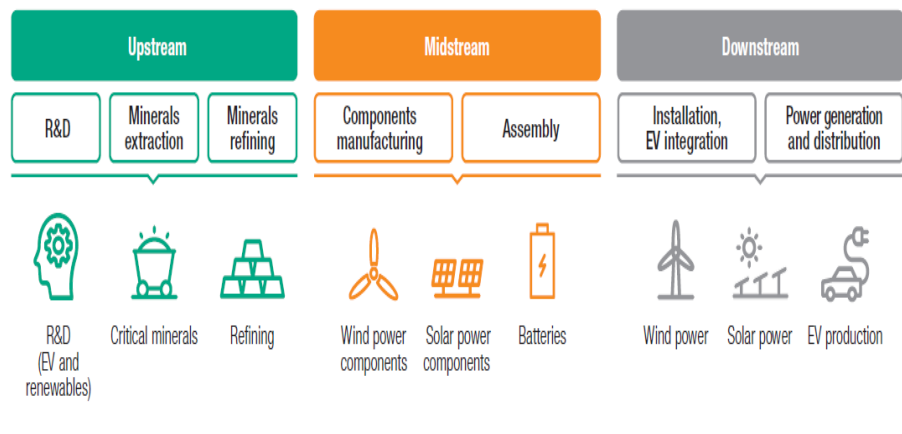 Upstream
Midstream
Downstream
R&D
Minerals
extraction
Minerals
refining
Components
manufacturing
Assembly
Installation,
EV integration
Power generation
and distribution
R&D
(EV and
renewables)
Critical minerals
Refining
Wind power
components
Solar power
components
Batteries
Wind power
Solar power
EV production